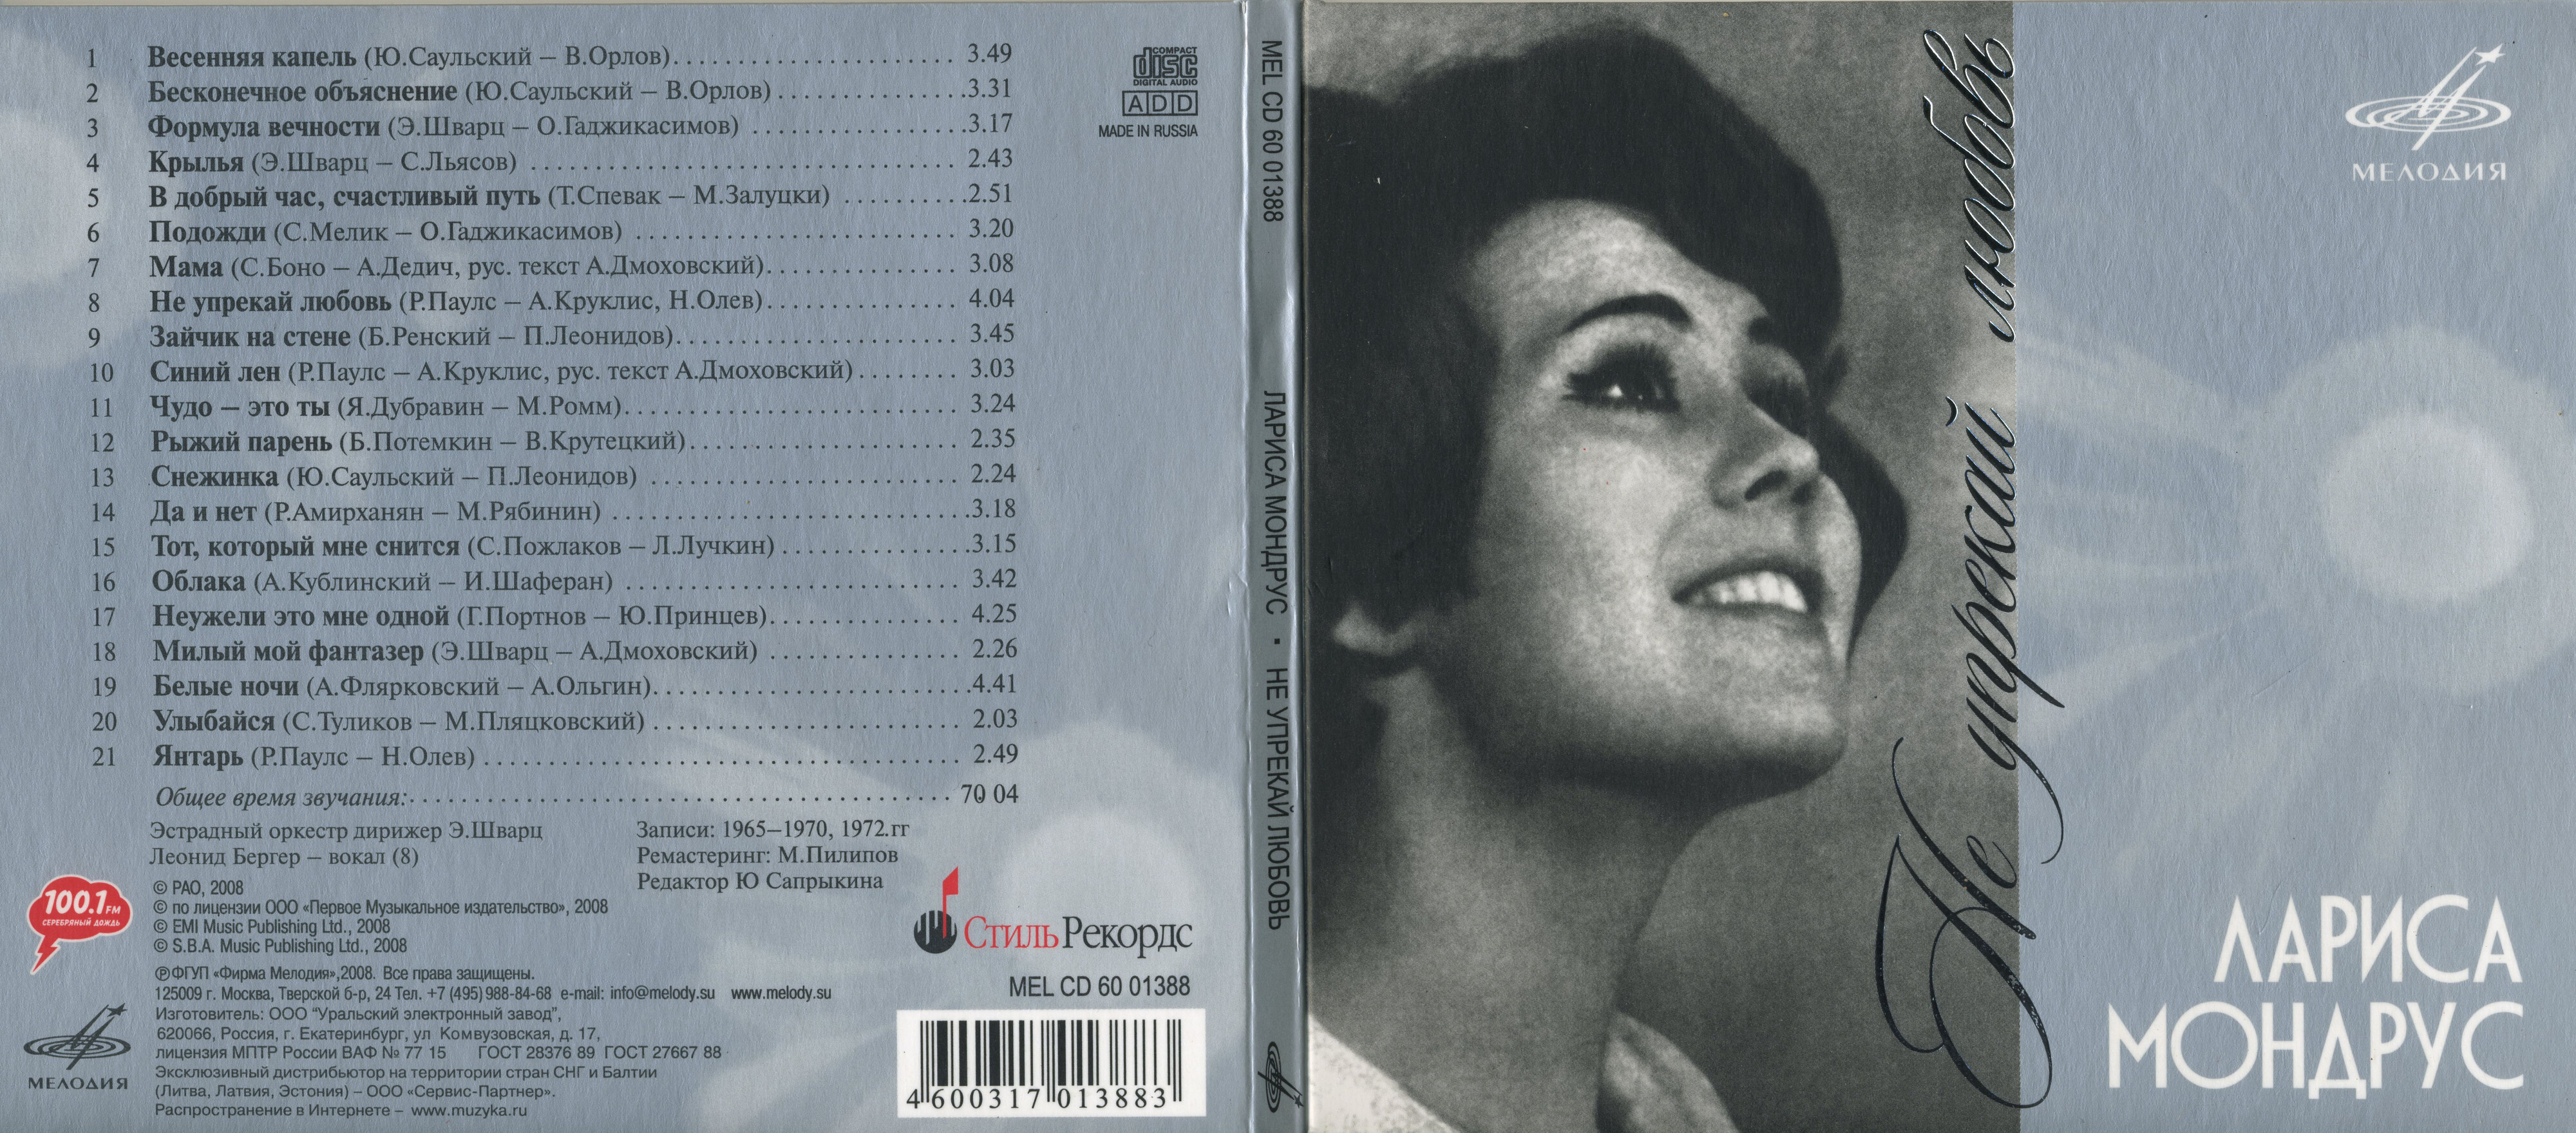 1 Весенняя капель (Ю.Саульский – В.Орлов) 3.49
2 Бесконечное объяснение (Ю.Саульский – В.Орлов) 3.31
3 Формула вечности (Э.Шварц – О.Гаджикасимов) 3.17
4 Крылья (Э.Шварц – С.Льясов) 2.43
5 В добрый час, счастливый путь (Т.Спевак – М.Залуцки) 2.51
6 Подожди (С.Мелик – О.Гаджикасимов) 3.20
7 Мама (С.Боно – А.Дедич, рус. текст А.Дмоховский) 3.08
8 Не упрекай любовь (Р.Паулс – А.Круклис, Н.Олев) 4.04
9 Зайчик на стене (Б.Ренский – П.Леонидов) 3.45
10 Синий лен (Р.Паулс – А.Круклис, рус. текст А.Дмоховский) 3.03
11 Чудо – это ты (Я.Дубравин – М.Ромм) 3.24
12 Рыжий парень (Б.Потемкин – В.Крутецкий) 2.35
13 Снежинка (Ю.Саульский – П.Леонидов) 2.24
14 Да и нет (Р.Амирханян – М.Рябинин) 3.18
15 Тот, который мне снится (С.Пожлаков – Л.Лучкин) 3.15
16 Облака (А.Кублинский – И.Шаферан) 3.42
17 Неужели это мне одной (Г.Портнов – Ю.Принцев) 4.25
18 Милый мой фантазер (Э.Шварц – А.Дмоховский) 2.26
19 Белые ночи (А.Флярковский – А.Ольгин) 4.41
20 Улыбайся (С.Туликов – М.Пляцковский) 2.03
21 Янтарь (Р.Паулс – Н.Олев) 2.49
Общее время звучания: 70 04
Эстрадный оркестр дирижер Э.Шварц
Леонид Бергер – вокал (8)
Записи: 1965–1970, 1972.гг
Ремастеринг: М.Пилипов
Редактор Ю Сапрыкина
© РАО, 2008
© по лицензии ООО «Первое Музыкальное издательство», 2008
© EMI Music Publishing Ltd., 2008
© S.B.A. Music Publishing Ltd., 2008
℗ФГУП «Фирма Мелодия»,2008. Все права защищены.
125009 г. Москва, Тверской б-р, 24 Тел. +7 (495) 988-84-68 e-mail: info@melody.su www.melody.su
Изготовитель: ООО "Уральский электронный завод",
620066, Россия, г. Екатеринбург, ул Комвузовская, д. 17,
лицензия МПТР России ВАФ № 77 15 ГОСТ 28376 89 ГОСТ 27667 88
Эксклюзивный дистрибьютор на территории стран СНГ и Балтии
(Литва, Латвия, Эстония) – ООО «Сервис-Партнер».
Распространение в Интернете – www.muzyka.ru
100.1 FM
СЕРЕБРЯНЫЙ ДОЖДЬ
МЕЛОДИЯ
COMPACT
disc
DIGITAL AUDIO
ADD
MADE IN RUSSIA
СтильРекордс
MEL CD 60 01388
4 600317 013883
MEL CD 60 01388 ЛАРИСА МОНДРУС ▪ НЕ УПРЕКАЙ ЛЮБОВЬ
Не упрекай любовь
МЕЛОДИЯ
ЛАРИСА
МОНДРУС